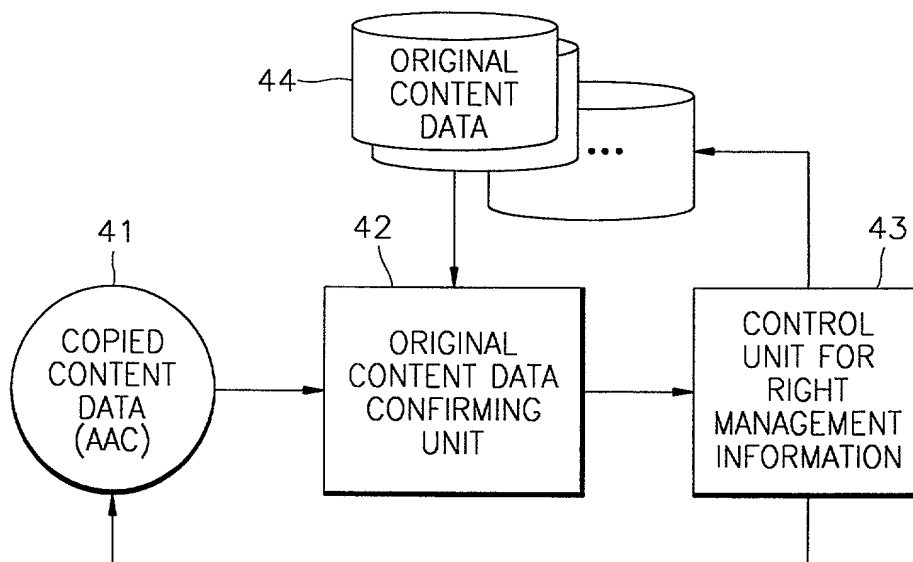 44
ORIGINAL
CONTENT
DATA
...
41
COPIED
CONTENT
DATA
(AAC)
42
ORIGINAL
CONTENT DATA
CONFIRMING
UNIT
43
CONTROL
UNIT FOR
RIGHT
MANAGEMENT
INFORMATION